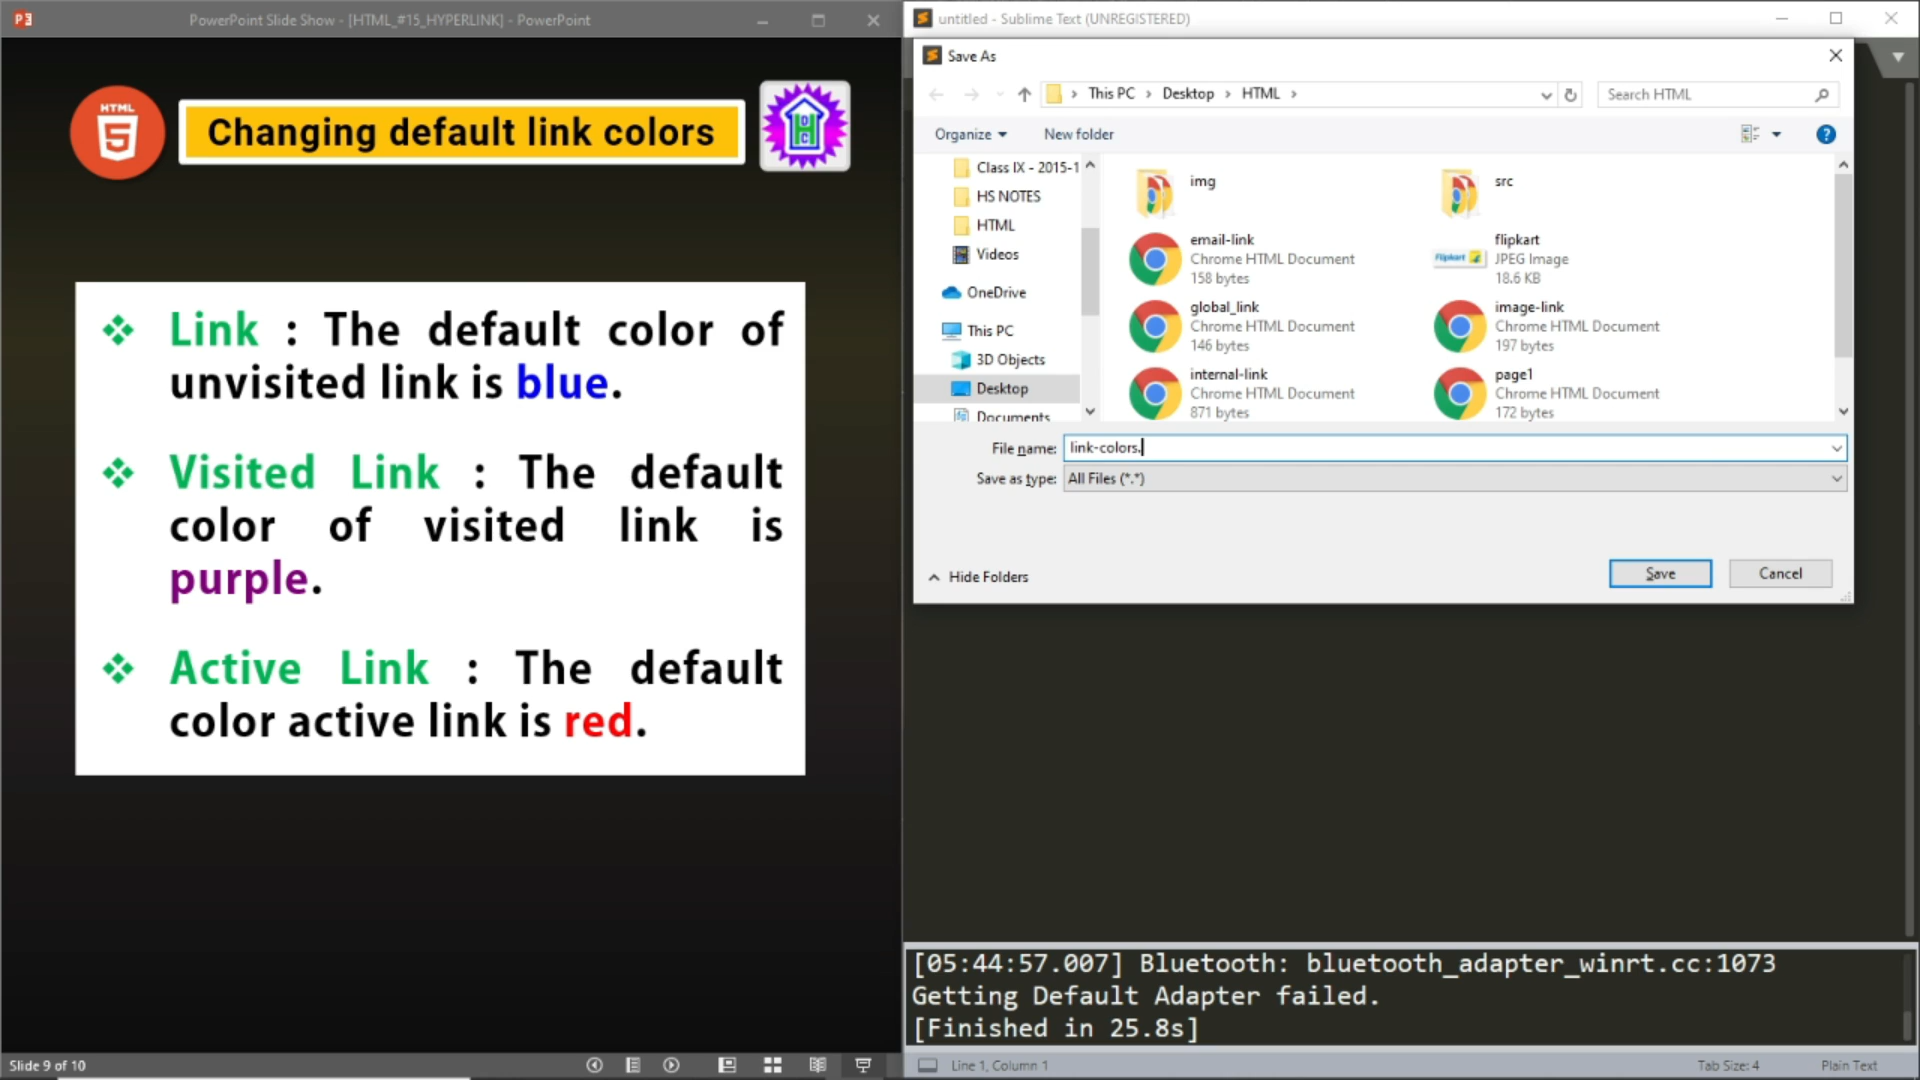 PowerPoint Slide Show - [HTML_#15_HYPERLINK] - PowerPoint
HTML
5
Changing default link colors
Link : The default color of
unvisited link is blue.
Visited Link : The default
color of visited link is
purple.
Active Link : The default
color active link is red.
Slide 9 of 10
untitled - Sublime Text (UNREGISTERED)
Save As
This PC > Desktop > HTML >
Search HTML
Organize
New folder
Class IX - 2015-1
HS NOTES
HTML
Videos
OneDrive
This PC
3D Objects
Desktop
Documents
img
src
email-link
Chrome HTML Document
158 bytes
flipkart
JPEG Image
18.6 KB
global_link
Chrome HTML Document
146 bytes
image-link
Chrome HTML Document
197 bytes
internal-link
Chrome HTML Document
871 bytes
page1
Chrome HTML Document
172 bytes
File name: link-colors.
Save as type: All Files (*.*)
Hide Folders
Save
Cancel
[05:44:57.007] Bluetooth: bluetooth_adapter_winrt.cc:1073
Getting Default Adapter failed.
[Finished in 25.8s]
Line 1, Column 1
Tab Size: 4
Plain Text